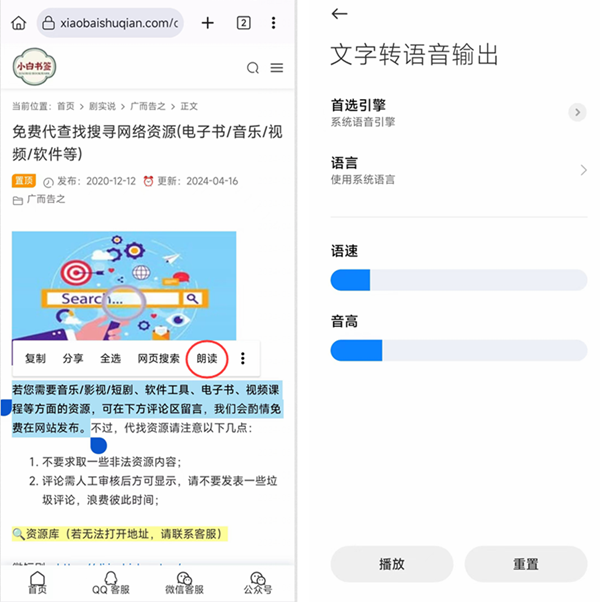 xiaobaishuqian.com/c
2
小白书签
当前位置：首页 > 剧实说 > 广而告之 > 正文
免费代查找搜寻网络资源(电子书/音乐/视
频/软件等)
置顶 发布：2020-12-12 更新：2024-04-16
广而告之
Search...
复制 分享 全选 网页搜索 朗读
若您需要音乐/影视/短剧、软件工具、电子书、视频课
程等方面的资源，可在下方评论区留言，我们会酌情免
费在网站发布。不过，代找资源请注意以下几点：
1. 不要求取一些非法资源内容；
2. 评论需人工审核后方可显示，请不要发表一些垃
圾评论，浪费彼此时间；
🔍资源库（若无法打开地址，请联系客服）
首页 QQ 客服 微信客服 公众号
文字转语音输出
首选引擎
系统语音引擎
语言
使用系统语言
语速
音高
播放 重置